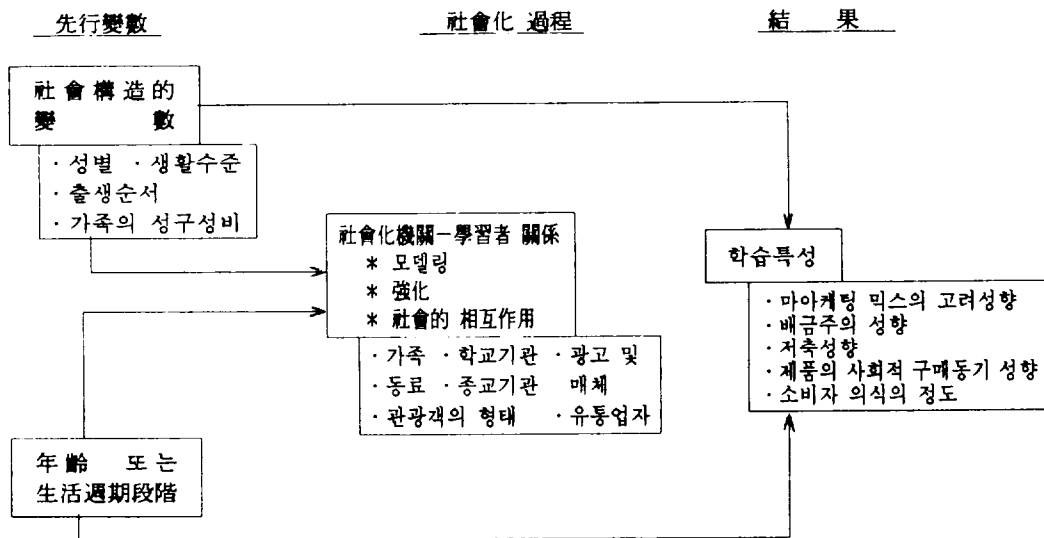 先行變數
社會化 過程
結 果
社會構造的
變 數
· 성별 · 생활수준
· 출생순서
· 가족의 성구성비
社會化機關－學習者 關係
* 모델링
* 強化
* 社會的 相互作用
· 가족 · 학교기관 · 광고 및
· 동료 · 종교기관 매체
· 관광객의 형태 · 유통업자
학습특성
· 마아케팅 믹스의 고려성향
· 배금주의 성향
· 저축성향
· 제품의 사회적 구매동기 성향
· 소비자 의식의 정도
年齡 또는
生活週期段階